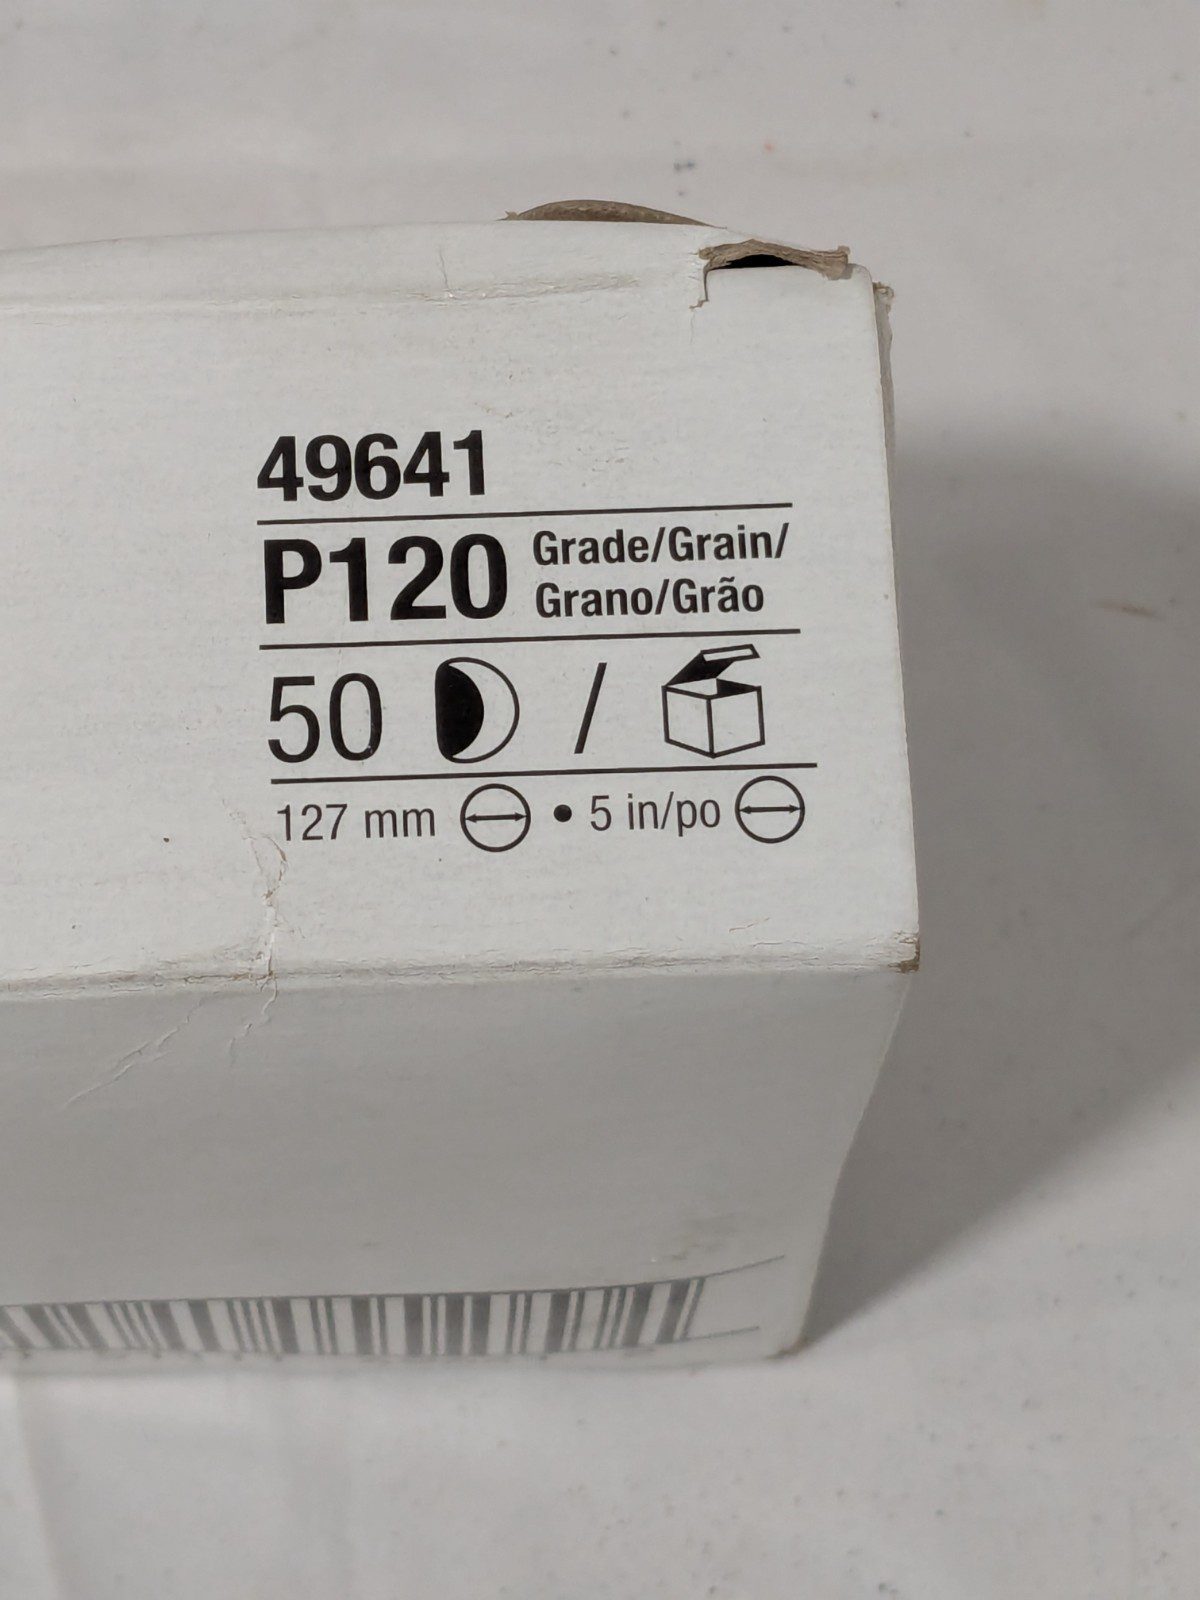 49641
P120 Grade/Grain/
Grano/Grão
50 /
127 mm • 5 in/po